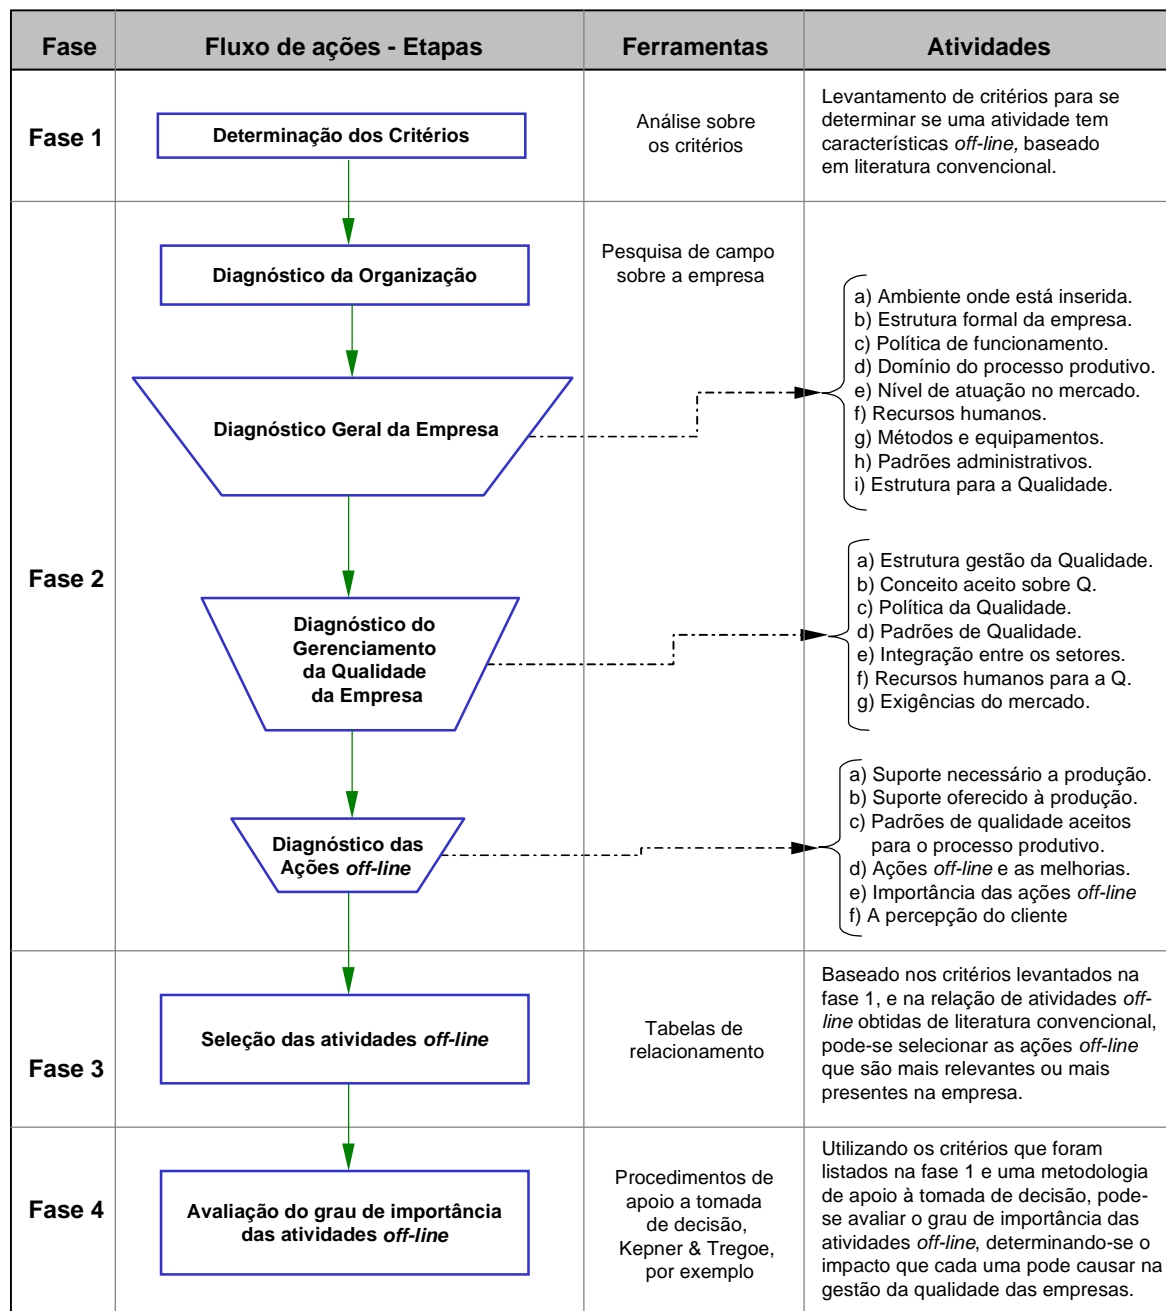 Fase
Fluxo de ações - Etapas
Ferramentas
Atividades
Fase 1
Determinação dos Critérios
Análise sobre
os critérios
Levantamento de critérios para se
determinar se uma atividade tem
características off-line, baseado
em literatura convencional.
Fase 2
Diagnóstico da Organização
Pesquisa de campo
sobre a empresa
Diagnóstico Geral da Empresa
a) Ambiente onde está inserida.
b) Estrutura formal da empresa.
c) Política de funcionamento.
d) Domínio do processo produtivo.
e) Nível de atuação no mercado.
f) Recursos humanos.
g) Métodos e equipamentos.
h) Padrões administrativos.
i) Estrutura para a Qualidade.
Diagnóstico do
Gerenciamento
da Qualidade
da Empresa
a) Estrutura gestão da Qualidade.
b) Conceito aceito sobre Q.
c) Política da Qualidade.
d) Padrões de Qualidade.
e) Integração entre os setores.
f) Recursos humanos para a Q.
g) Exigências do mercado.
Diagnóstico das
Ações off-line
a) Suporte necessário a produção.
b) Suporte oferecido à produção.
c) Padrões de qualidade aceitos
para o processo produtivo.
d) Ações off-line e as melhorias.
e) Importância das ações off-line
f) A percepção do cliente
Fase 3
Seleção das atividades off-line
Tabelas de
relacionamento
Baseado nos critérios levantados na
fase 1, e na relação de atividades off-
line obtidas de literatura convencional,
pode-se selecionar as ações off-line
que são mais relevantes ou mais
presentes na empresa.
Fase 4
Avaliação do grau de importância
das atividades off-line
Procedimentos de
apoio a tomada
de decisão,
Kepner & Tregoe,
por exemplo
Utilizando os critérios que foram
listados na fase 1 e uma metodologia
de apoio à tomada de decisão, pode-
se avaliar o grau de importância das
atividades off-line, determinando-se o
impacto que cada uma pode causar na
gestão da qualidade das empresas.